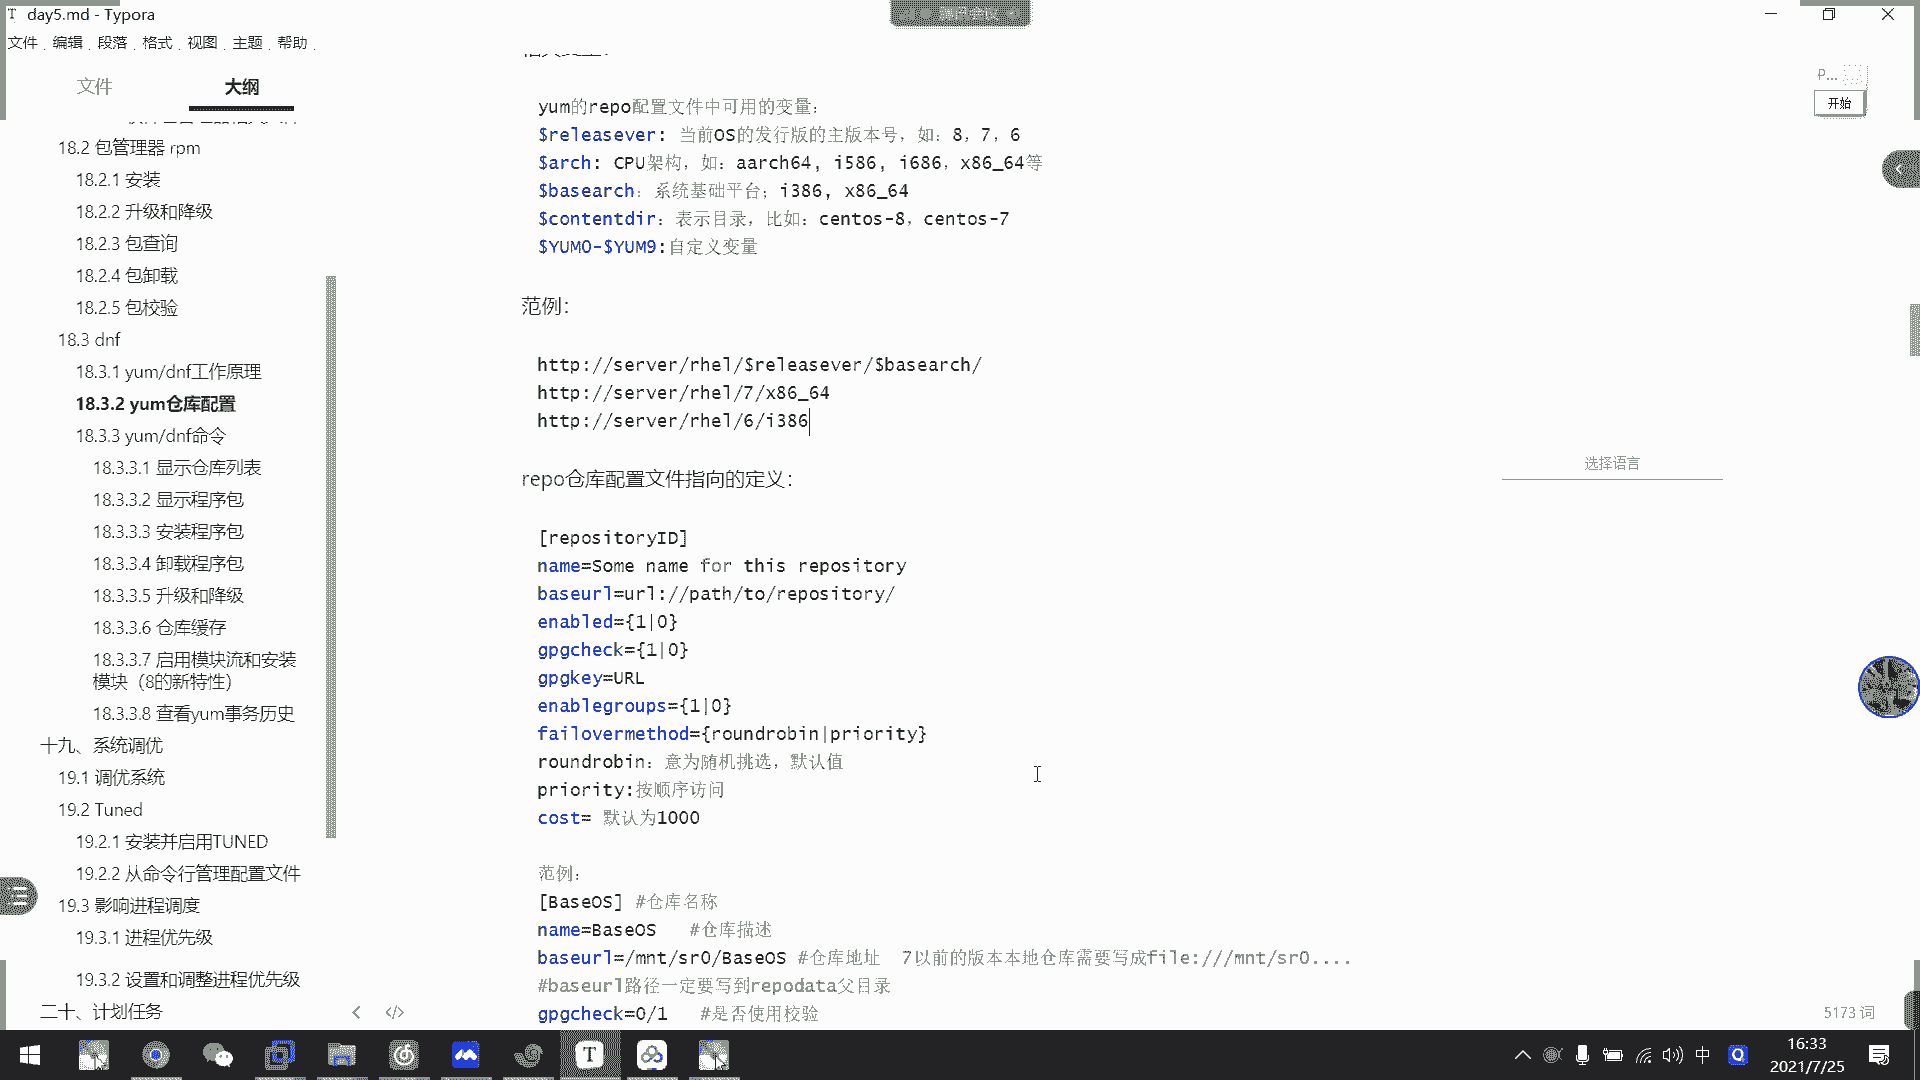 day5.md - Typora
文件 编辑 段落 格式 视图 主题 帮助
文件 大纲
18.2 包管理器 rpm
18.2.1 安装
18.2.2 升级和降级
18.2.3 包查询
18.2.4 包卸载
18.2.5 包校验
18.3 dnf
18.3.1 yum/dnf工作原理
18.3.2 yum仓库配置
18.3.3 yum/dnf命令
18.3.3.1 显示仓库列表
18.3.3.2 显示程序包
18.3.3.3 安装程序包
18.3.3.4 卸载程序包
18.3.3.5 升级和降级
18.3.3.6 仓库缓存
18.3.3.7 启用模块流和安装
模块（8的新特性）
18.3.3.8 查看yum事务历史
十九、系统调优
19.1 调优系统
19.2 Tuned
19.2.1 安装并启用TUNED
19.2.2 从命令行管理配置文件
19.3 影响进程调度
19.3.1 进程优先级
19.3.2 设置和调整进程优先级
二十、计划任务
yum的repo配置文件中可用的变量：
$releasever: 当前OS的发行版的主版本号，如：8，7，6
$arch: CPU架构，如：aarch64, i586, i686，x86_64等
$basearch：系统基础平台；i386, x86_64
$contentdir：表示目录，比如：centos-8，centos-7
$YUM0-$YUM9:自定义变量
范例：
http://server/rhel/$releasever/$basearch/
http://server/rhel/7/x86_64
http://server/rhel/6/i386
repo仓库配置文件指向的定义：
[repositoryID]
name=Some name for this repository
baseurl=url://path/to/repository/
enabled={1|0}
gpgcheck={1|0}
gpgkey=URL
enablegroups={1|0}
failovermethod={roundrobin|priority}
roundrobin：意为随机挑选，默认值
priority:按顺序访问
cost= 默认为1000
范例：
[BaseOS] #仓库名称
name=BaseOS #仓库描述
baseurl=/mnt/sr0/BaseOS #仓库地址 7以前的版本本地仓库需要写成file:///mnt/sr0....
#baseurl路径一定要写到repodata父目录
gpgcheck=0/1 #是否使用校验
P...
开始
选择语言
5173 词
中
16:33
2021/7/25